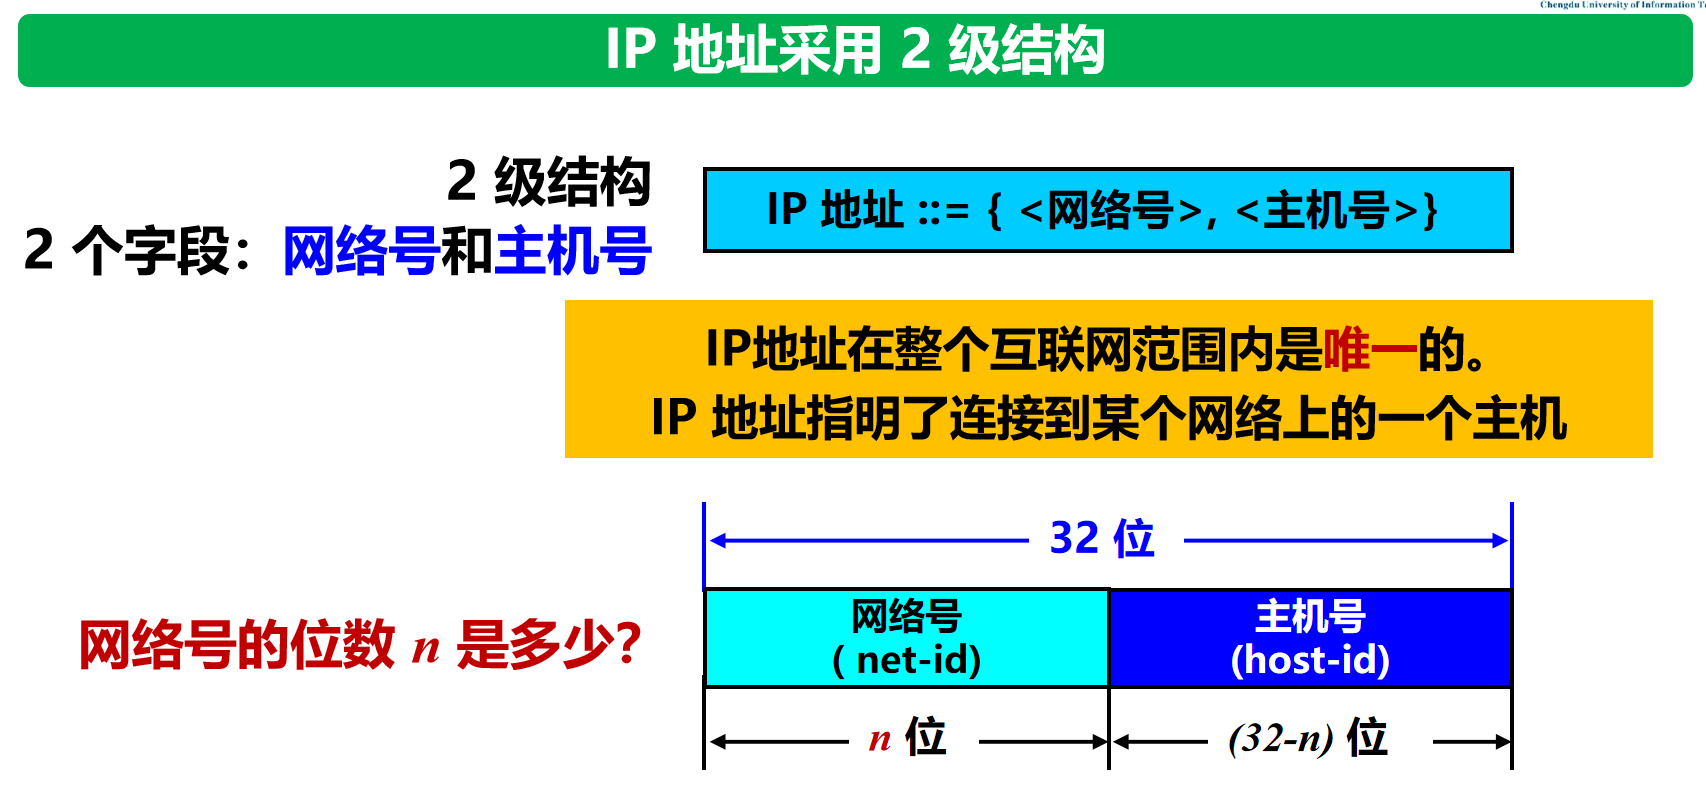 Chengdu University of Information
IP 地址采用 2 级结构
2 级结构
2 个字段：网络号和主机号
IP 地址 ::= { <网络号>, <主机号>}
IP地址在整个互联网范围内是唯一的。
IP 地址指明了连接到某个网络上的一个主机
32 位
网络号的位数 n 是多少？
网络号
( net-id)
主机号
(host-id)
n 位
(32-n) 位